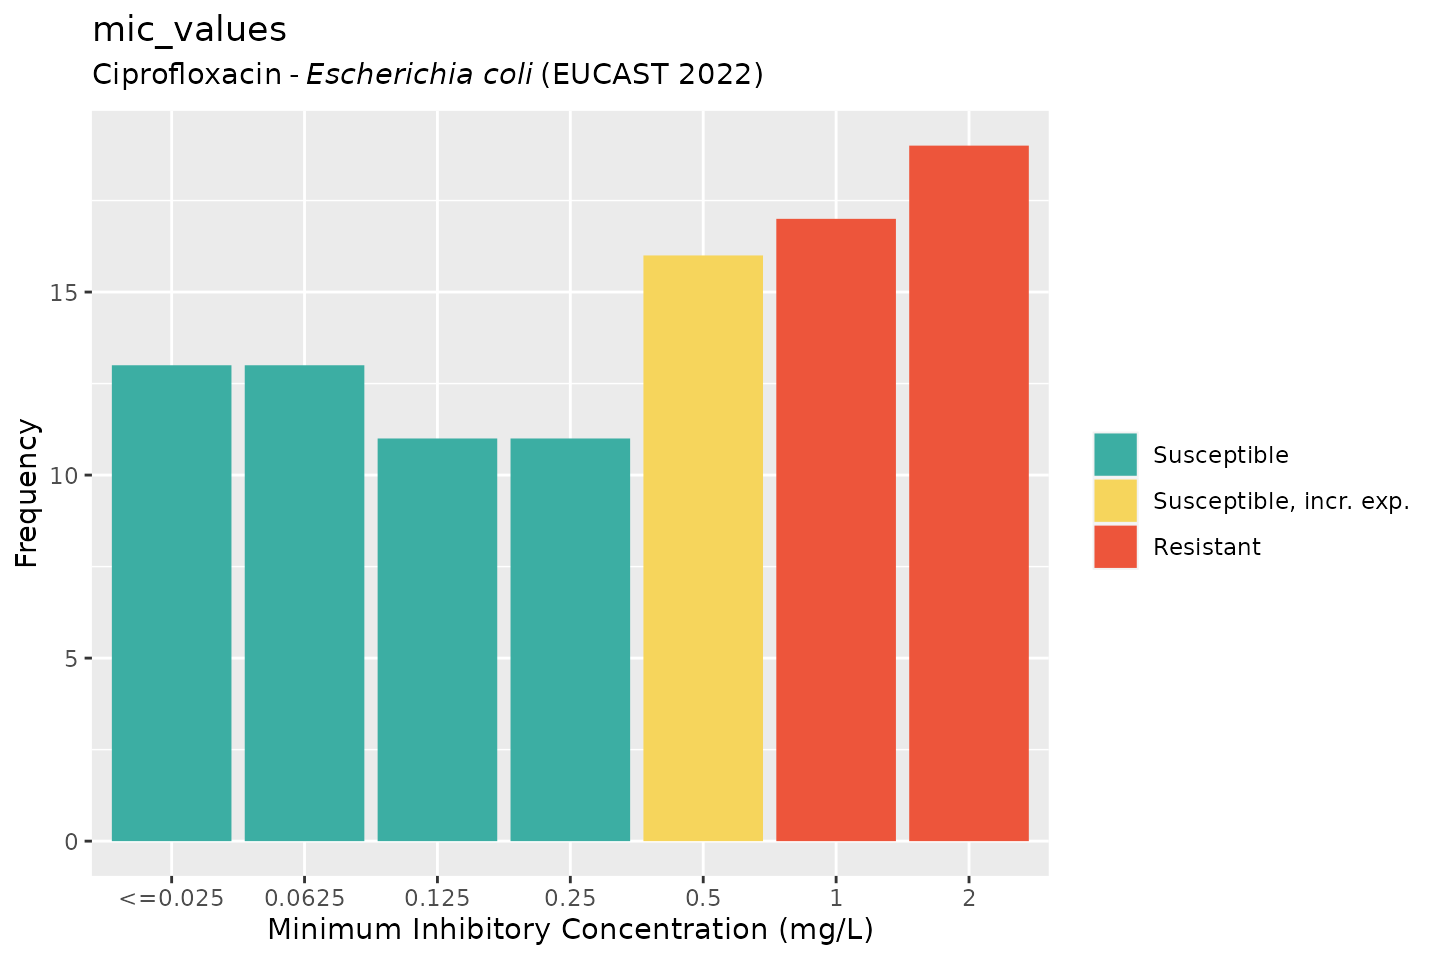 mic_values
Ciprofloxacin - Escherichia coli (EUCAST 2022)
Frequency
15
10
5
0
<=0.025 0.0625 0.125 0.25 0.5 1 2
Minimum Inhibitory Concentration (mg/L)
Susceptible
Susceptible, incr. exp.
Resistant